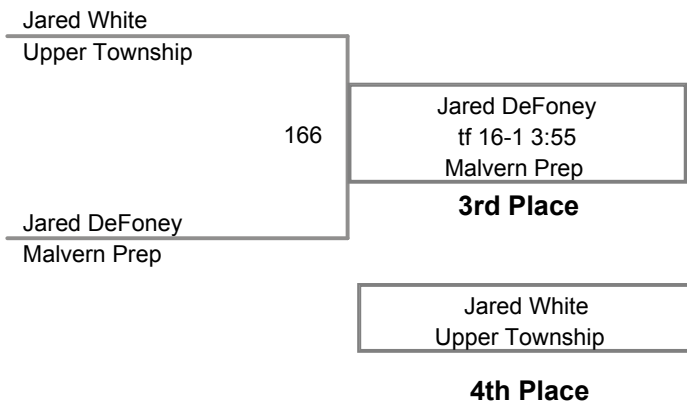 Jared White
Upper Township
166
Jared DeFoney
tf 16-1 3:55
Malvern Prep
3rd Place
Jared DeFoney
Malvern Prep
Jared White
Upper Township
4th Place